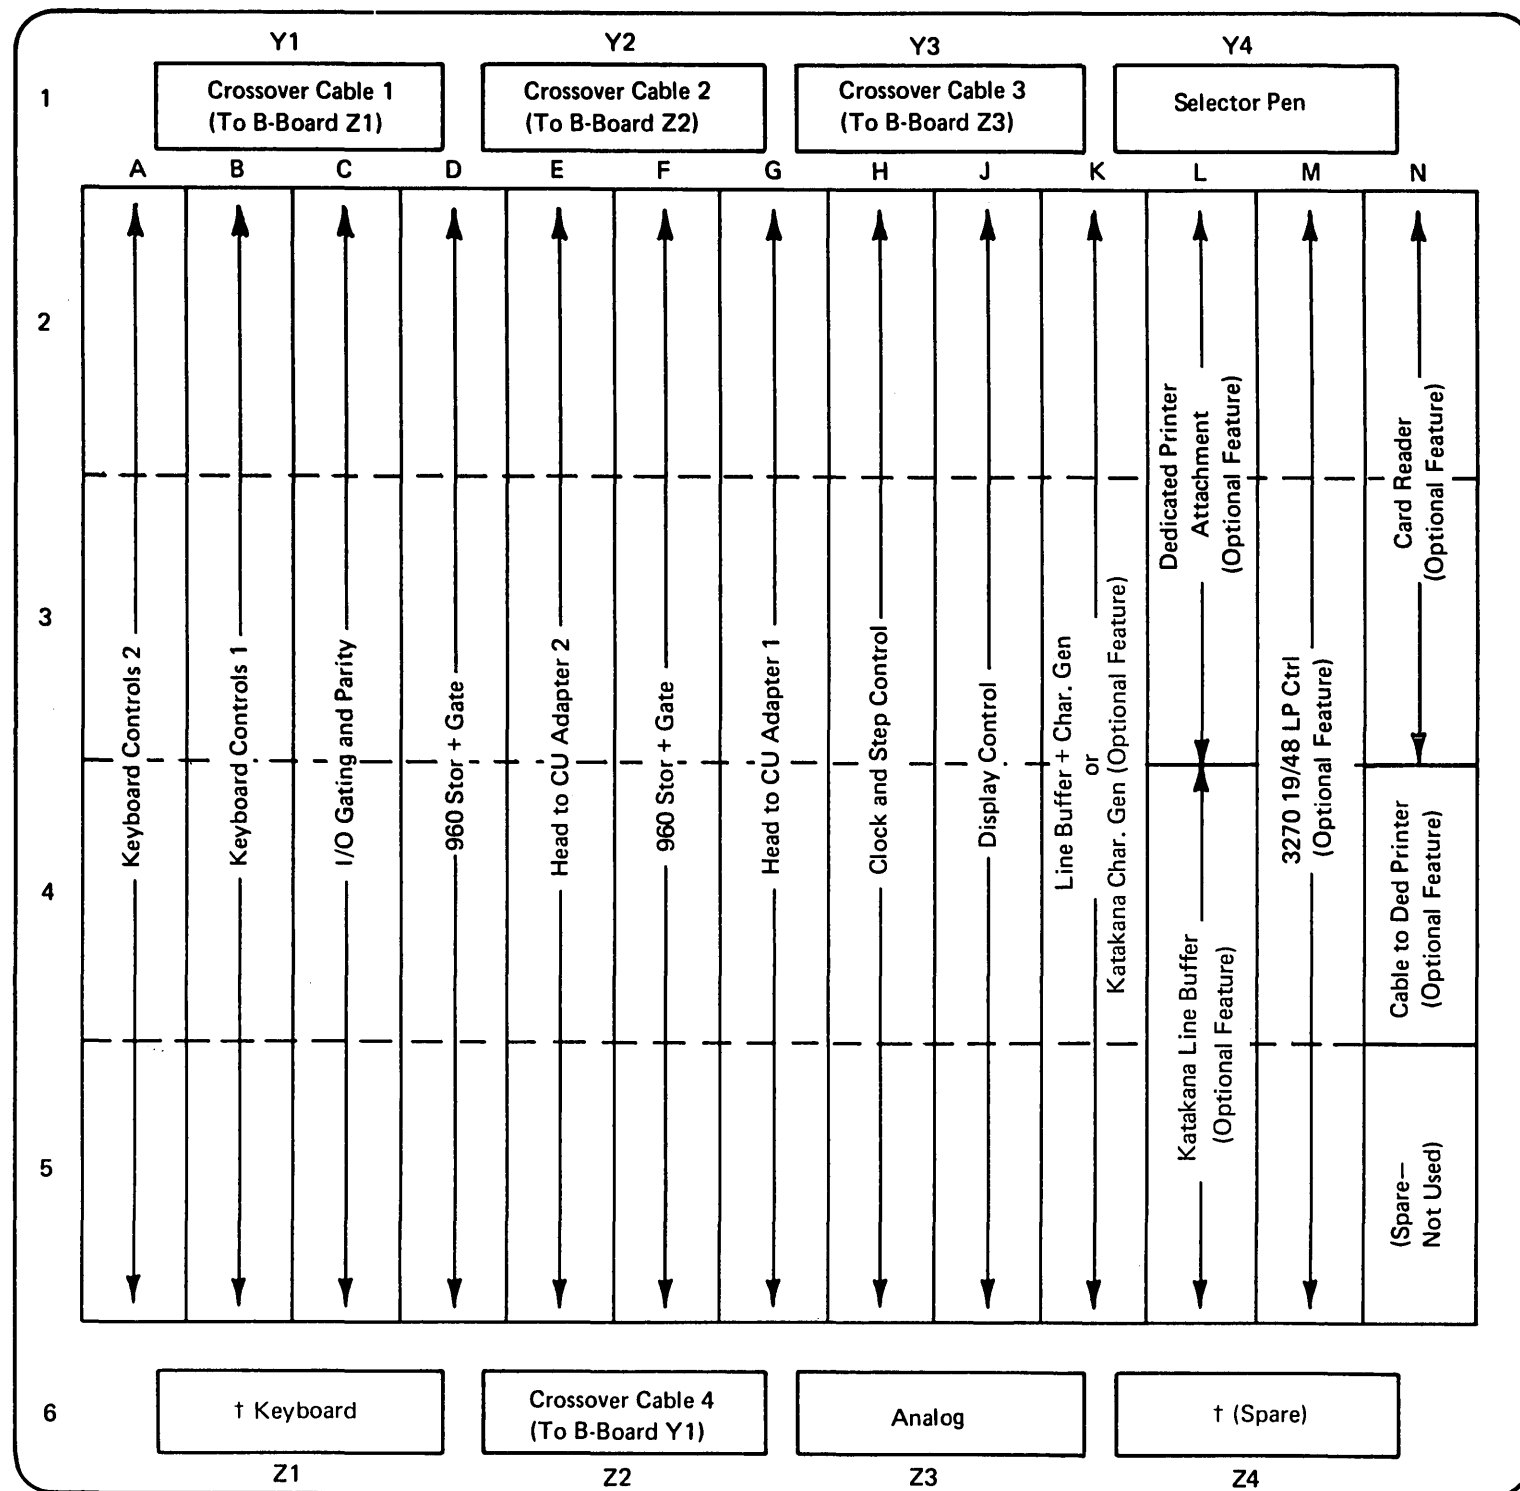 Y1
Y2
Y3
Y4
1
Crossover Cable 1
(To B-Board Z1)
Crossover Cable 2
(To B-Board Z2)
Crossover Cable 3
(To B-Board Z3)
Selector Pen
A
B
C
D
E
F
G
H
J
K
L
M
N
2
3
4
5
Keyboard Controls 2
Keyboard Controls 1
I/O Gating and Parity
960 Stor + Gate
Head to CU Adapter 2
960 Stor + Gate
Head to CU Adapter 1
Clock and Step Control
Display Control
Line Buffer + Char. Gen
or
Katakana Char. Gen (Optional Feature)
Dedicated Printer
Attachment
(Optional Feature)
Katakana Line Buffer
(Optional Feature)
3270 19/48 LP Ctrl
(Optional Feature)
Card Reader
(Optional Feature)
Cable to Ded Printer
(Optional Feature)
(Spare—
Not Used)
6
† Keyboard
Crossover Cable 4
(To B-Board Y1)
Analog
† (Spare)
Z1
Z2
Z3
Z4